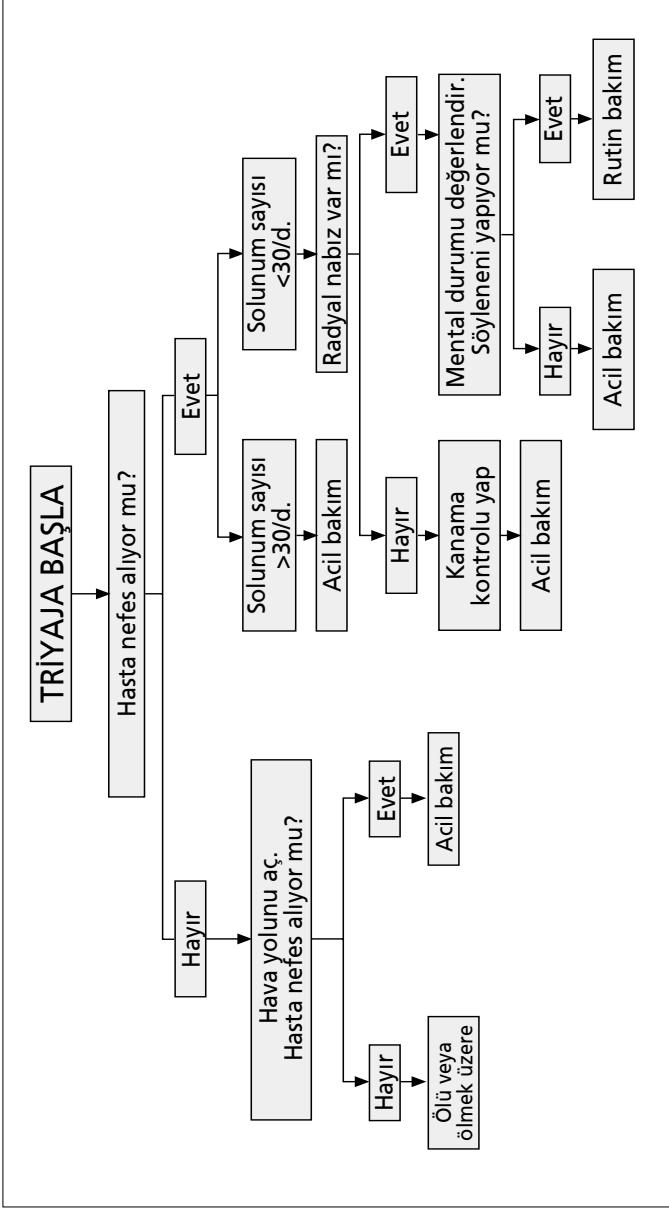 TRİYAJA BAŞLA
Hasta nefes alıyor mu?
Hayır
Evet
Hava yolunu aç.
Hasta nefes alıyor mu?
Hayır
Evet
Ölü veya
ölmek üzere
Acil bakım
Solunum sayısı
>30/d.
Solunum sayısı
<30/d.
Acil bakım
Radyal nabız var mı?
Hayır
Evet
Kanama
kontrolu yap
Acil bakım
Mental durumu değerlendir.
Söyleneni yapıyor mu?
Hayır
Evet
Acil bakım
Rutin bakım